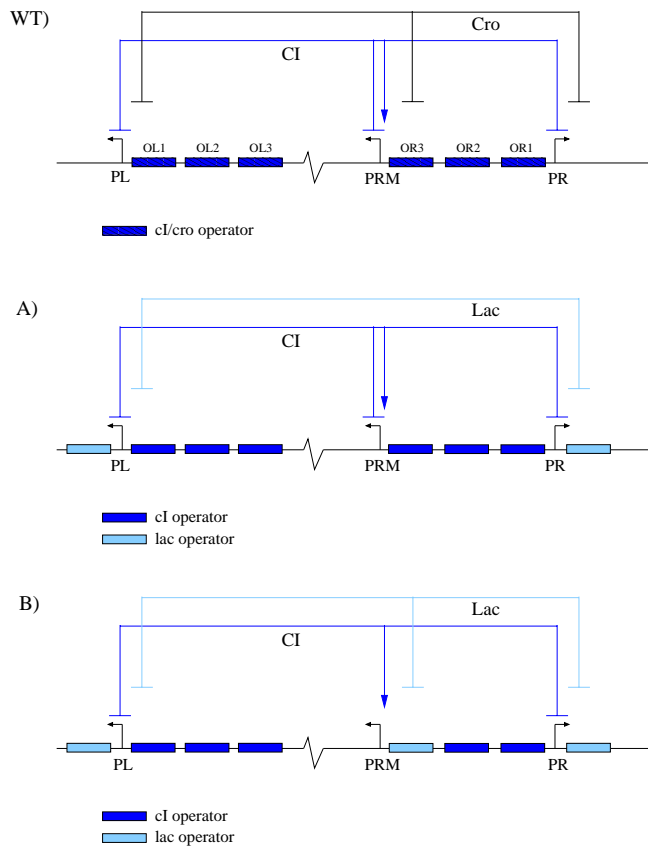 WT)
Cro
CI
OL1 OL2 OL3 OR3 OR2 OR1
PL PRM PR
cI/cro operator
A)
Lac
CI
PL PRM PR
cI operator
lac operator
B)
Lac
CI
PL PRM PR
cI operator
lac operator